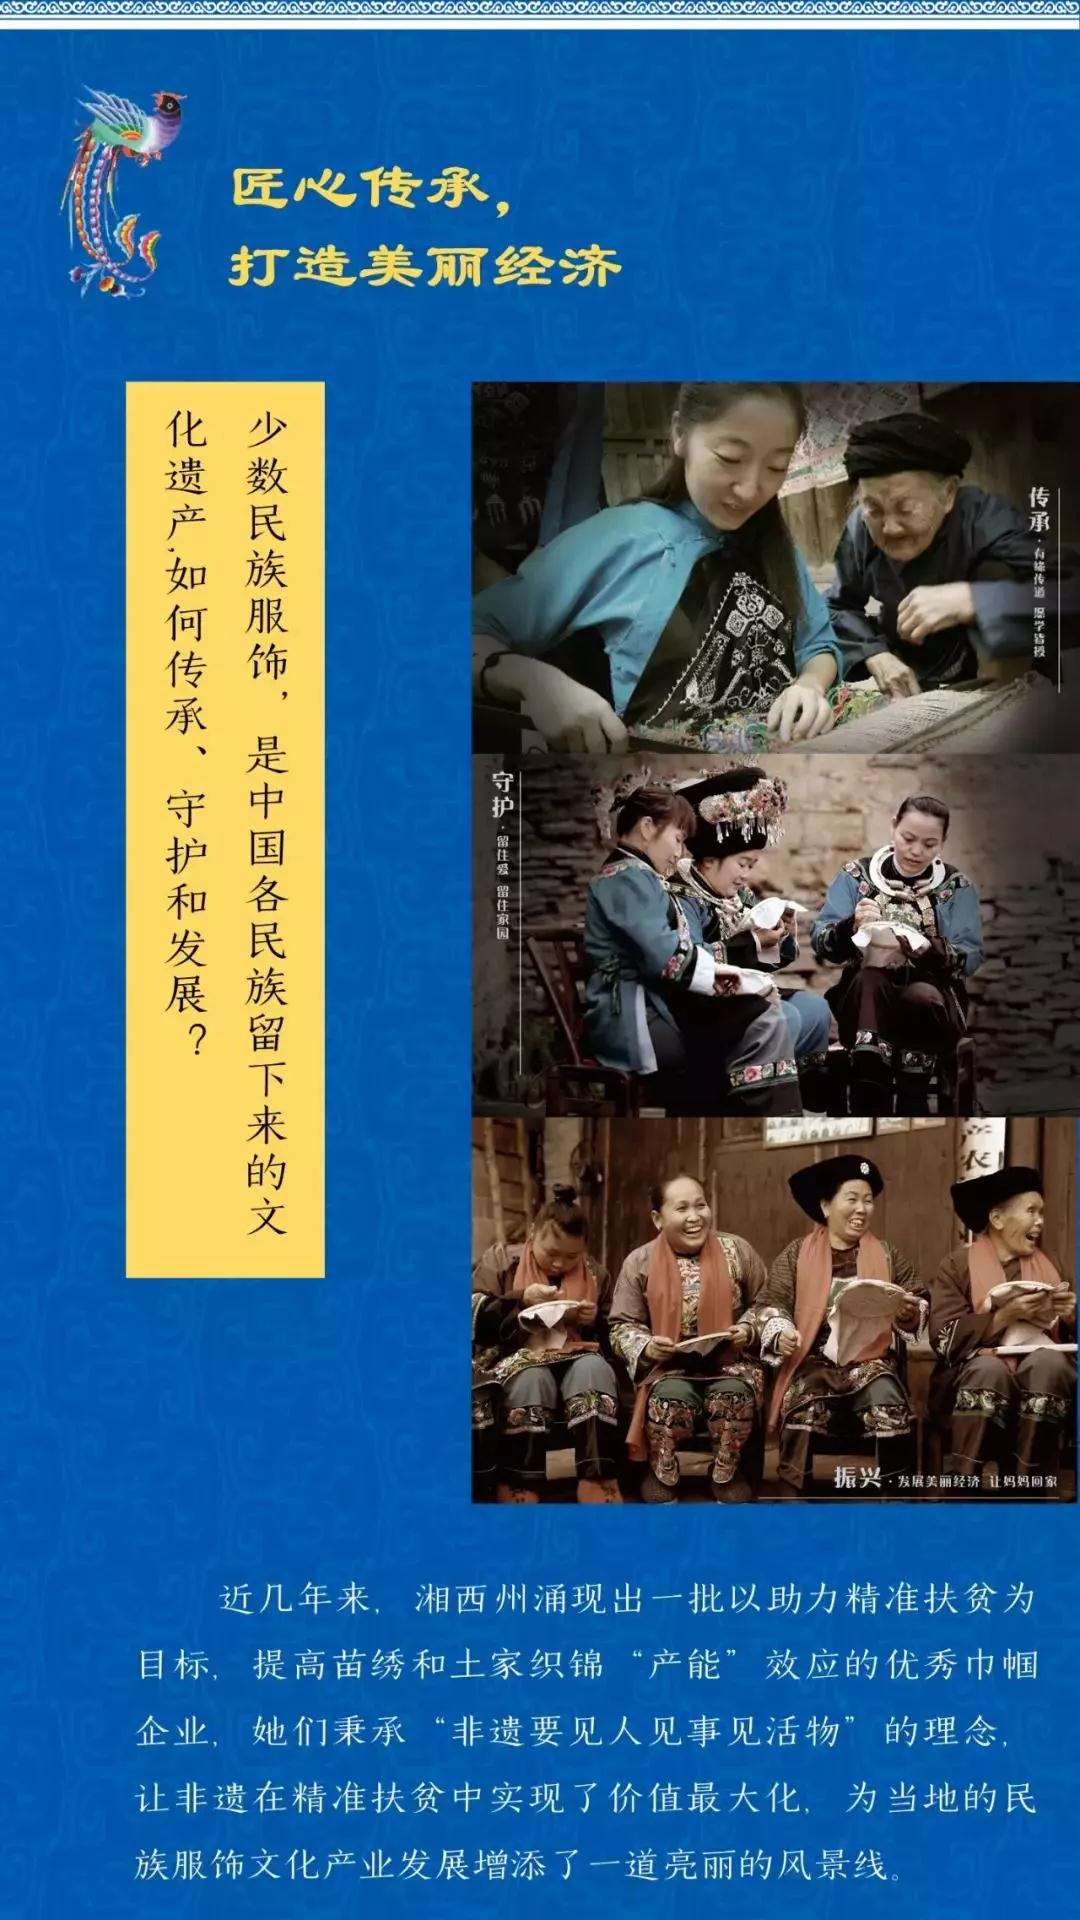 匠心传承，
打造美丽经济
少数民族服饰，是中国各民族留下来的文
化遗产,如何传承、守护和发展？
传承·有缘传道 愿学皆授
守护·留住爱 留住家园
振兴·发展美丽经济 让妈妈回家
近几年来，湘西州涌现出一批以助力精准扶贫为
目标，提高苗绣和土家织锦“产能”效应的优秀巾帼
企业，她们秉承“非遗要见人见事见活物”的理念，
让非遗在精准扶贫中实现了价值最大化，为当地的民
族服饰文化产业发展增添了一道亮丽的风景线。